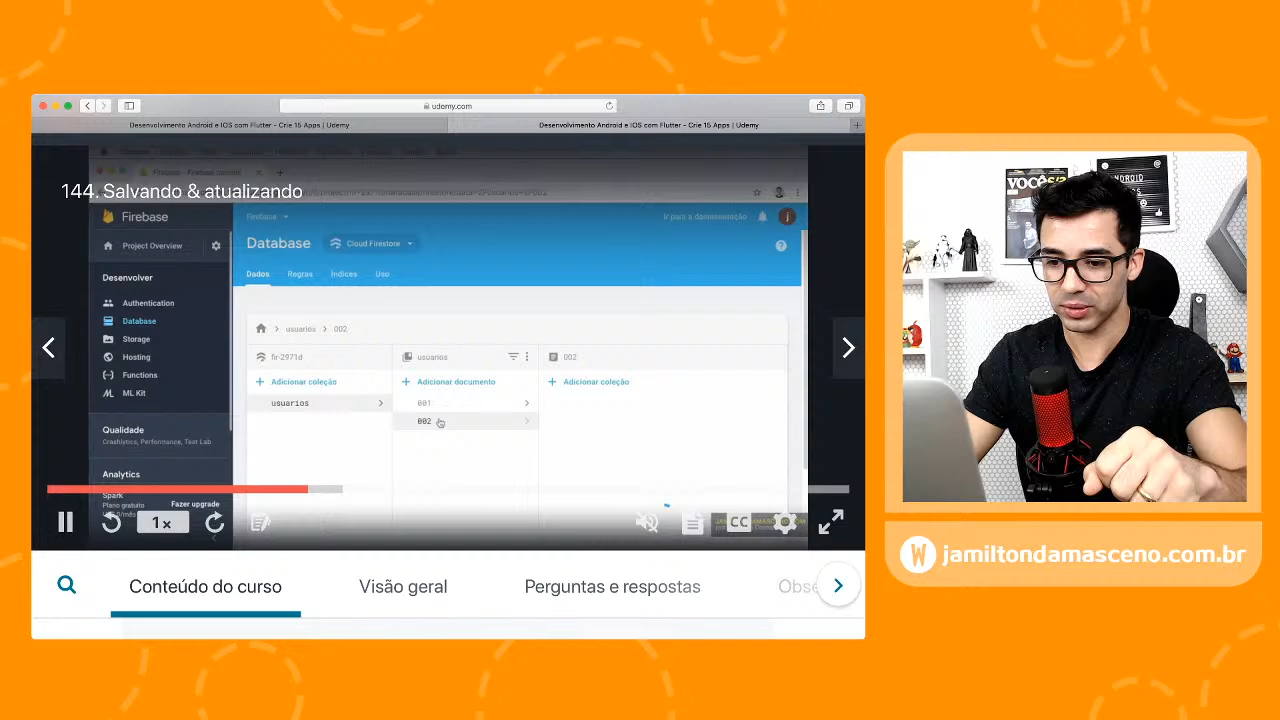 udemy.com
Desenvolvimento Android e IOS com Flutter - Crie 15 Apps | Udemy
Desenvolvimento Android e IOS com Flutter - Crie 15 Apps | Udemy
144. Salvando & atualizando
Firebase
Firebase
Ir para a documentação
Project Overview
Database
Cloud Firestore
Desenvolver
Dados
Regras
Índices
Uso
Authentication
Database
Storage
Hosting
Functions
ML Kit
usuarios > 002
fir-2971d
usuarios
002
Adicionar coleção
Adicionar documento
Adicionar coleção
usuarios
001
002
Qualidade
Crashlytics, Performance, Test Lab
Analytics
Spark
Plano gratuito
Fazer upgrade
1x
CC
Conteúdo do curso
Visão geral
Perguntas e respostas
VOCÊ S/A
ANDROID
W jamiltondamasceno.com.br